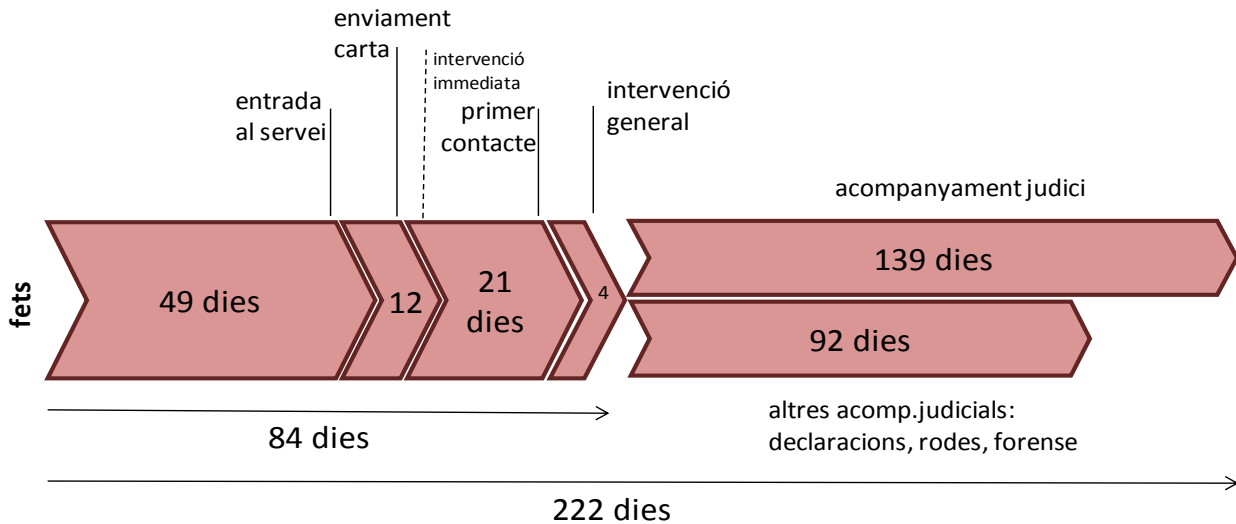 enviament
carta
intervenció
immediata
entrada
al servei
primer
contacte
intervenció
general
acompanyament judici
fets
49 dies
12
21
dies
4
139 dies
92 dies
84 dies
altres acomp.judicials:
declaracions, rodes, forense
222 dies